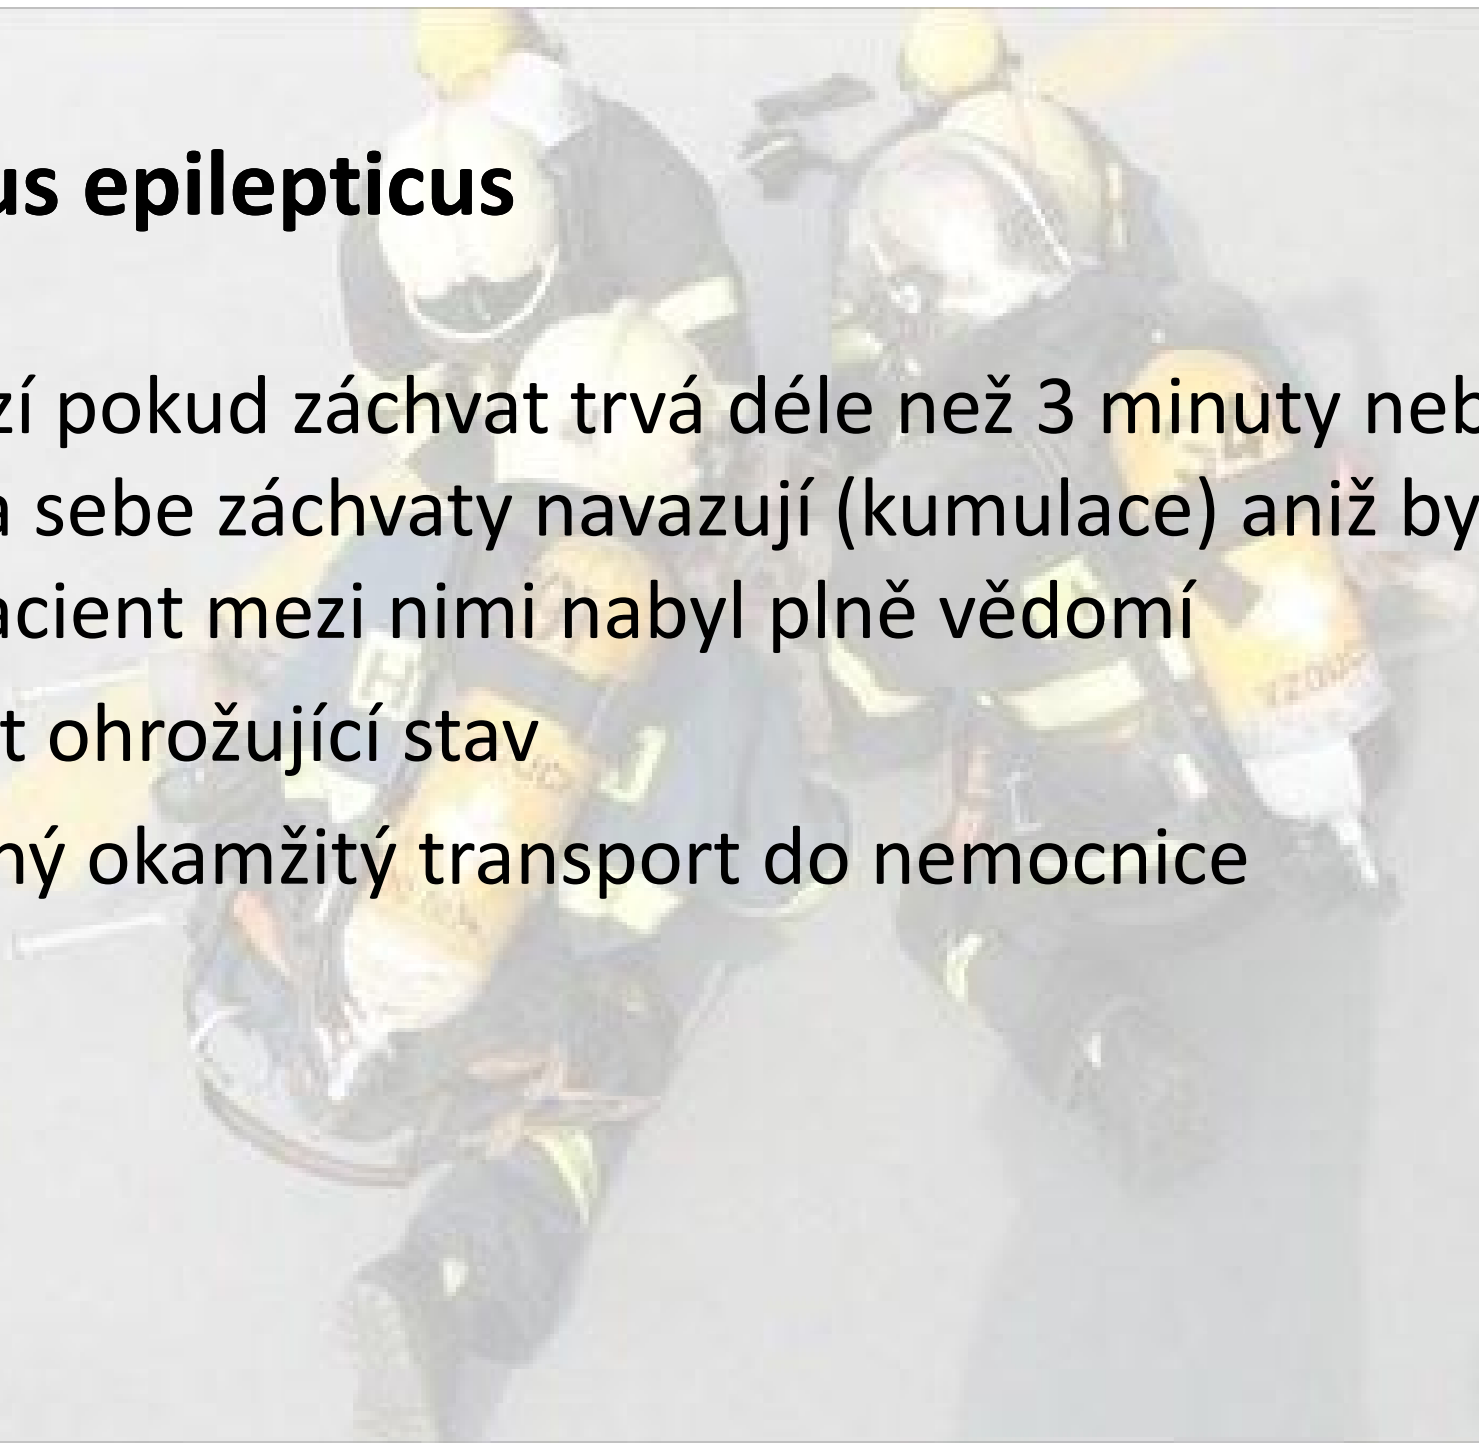 us epilepticus
zí pokud záchvat trvá déle než 3 minuty neb
a sebe záchvaty navazují (kumulace) aniž by
acient mezi nimi nabyl plně vědomí
t ohrožující stav
ný okamžitý transport do nemocnice